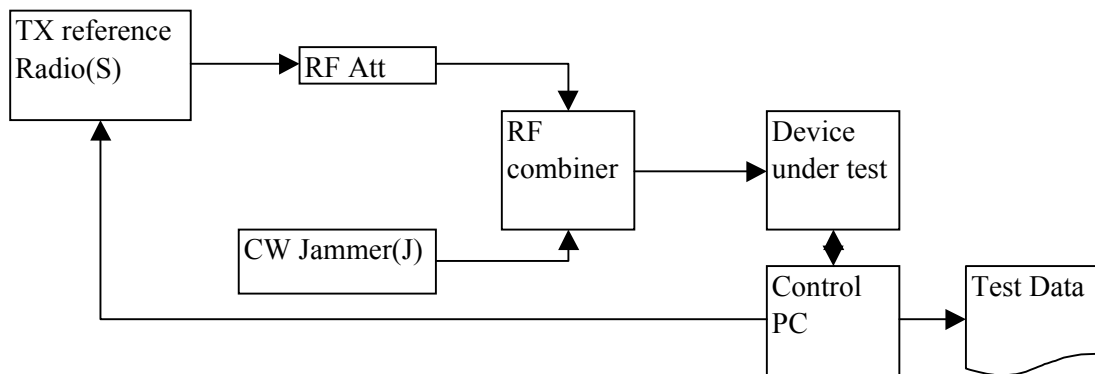 TX reference
Radio(S)
RF Att
RF
combiner
Device
under test
CW Jammer(J)
Control
PC
Test Data